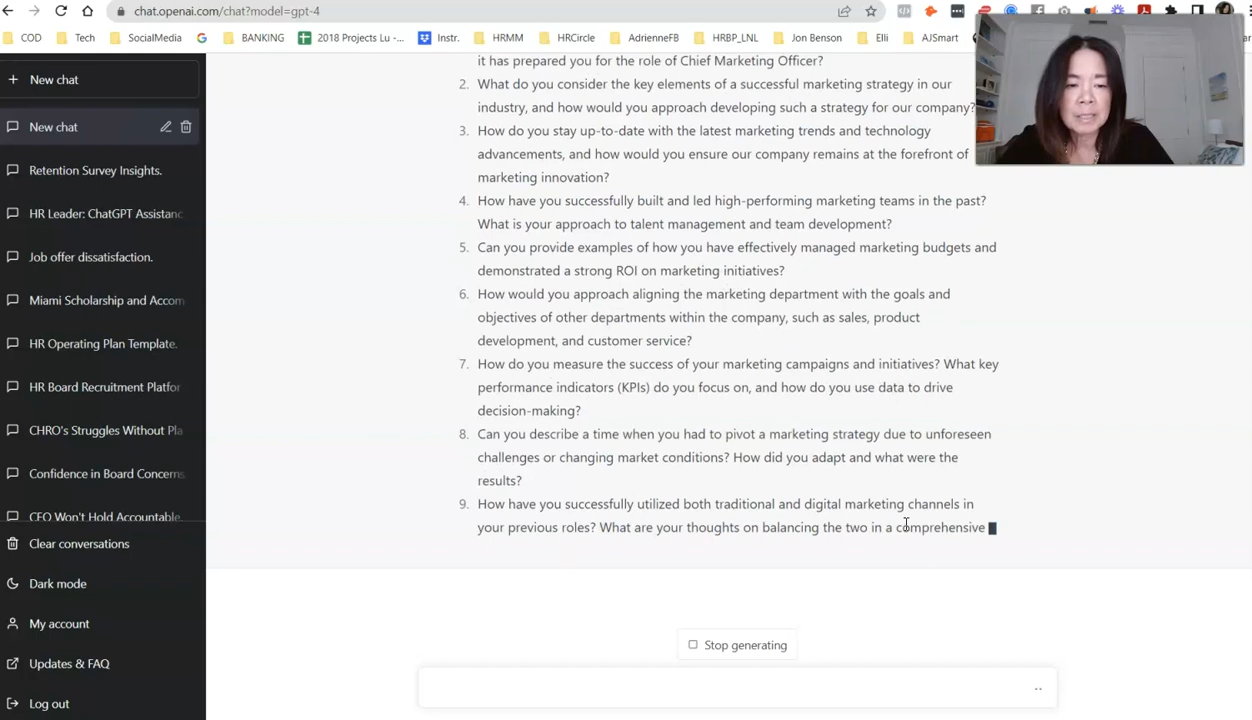 chat.openai.com/chat?model=gpt-4
COD Tech SocialMedia BANKING 2018 Projects Lu -... Instr. HRMM HRCircle AdrienneFB HRBP_LNL Jon Benson Elli AJSmart
New chat
New chat
Retention Survey Insights.
HR Leader: ChatGPT Assistanc
Job offer dissatisfaction.
Miami Scholarship and Accom
HR Operating Plan Template.
HR Board Recruitment Platfor
CHRO's Struggles Without Pla
Confidence in Board Concerns
CEO Won't Hold Accountable.
Clear conversations
Dark mode
My account
Updates & FAQ
Log out
it has prepared you for the role of Chief Marketing Officer?
2. What do you consider the key elements of a successful marketing strategy in our
industry, and how would you approach developing such a strategy for our company?
3. How do you stay up-to-date with the latest marketing trends and technology
advancements, and how would you ensure our company remains at the forefront of
marketing innovation?
4. How have you successfully built and led high-performing marketing teams in the past?
What is your approach to talent management and team development?
5. Can you provide examples of how you have effectively managed marketing budgets and
demonstrated a strong ROI on marketing initiatives?
6. How would you approach aligning the marketing department with the goals and
objectives of other departments within the company, such as sales, product
development, and customer service?
7. How do you measure the success of your marketing campaigns and initiatives? What key
performance indicators (KPIs) do you focus on, and how do you use data to drive
decision-making?
8. Can you describe a time when you had to pivot a marketing strategy due to unforeseen
challenges or changing market conditions? How did you adapt and what were the
results?
9. How have you successfully utilized both traditional and digital marketing channels in
your previous roles? What are your thoughts on balancing the two in a comprehensive
Stop generating